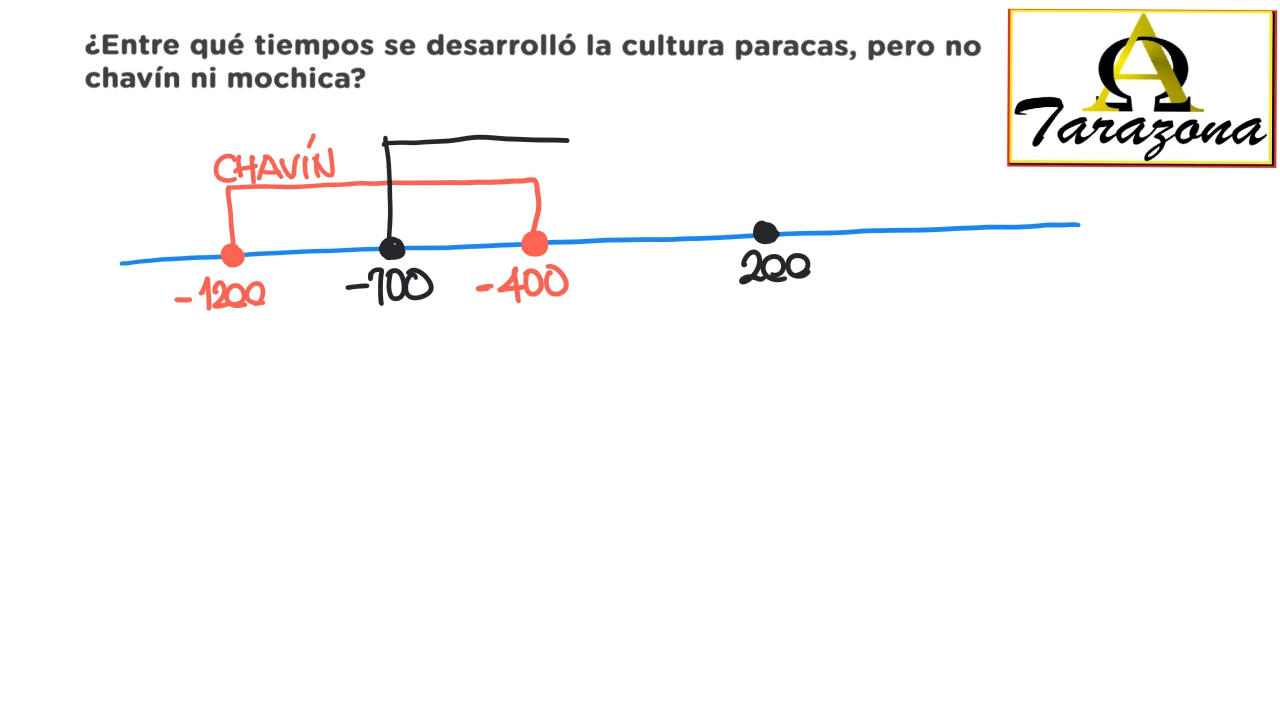 ¿Entre qué tiempos se desarrolló la cultura paracas, pero no
chavín ni mochica?
AΩ
Tarazona
CHAVÍN
-1200 -700 -400 200